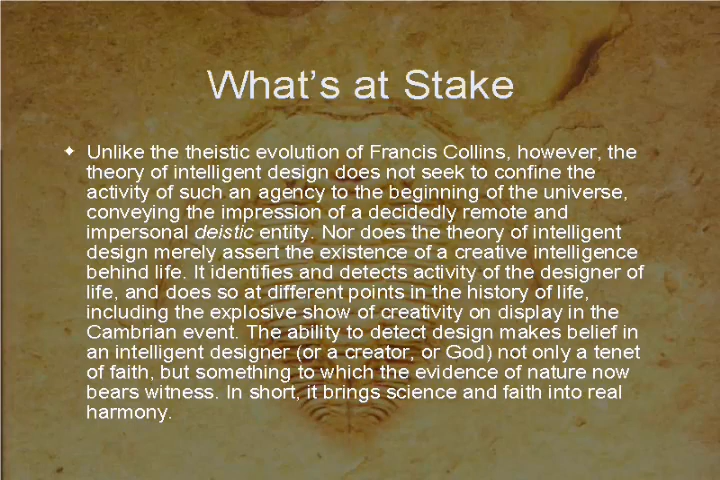 What's at Stake
Unlike the theistic evolution of Francis Collins, however, the
theory of intelligent design does not seek to confine the
activity of such an agency to the beginning of the universe,
conveying the impression of a decidedly remote and
impersonal deistic entity. Nor does the theory of intelligent
design merely assert the existence of a creative intelligence
behind life. It identifies and detects activity of the designer of
life, and does so at different points in the history of life,
including the explosive show of creativity on display in the
Cambrian event. The ability to detect design makes belief in
an intelligent designer (or a creator, or God) not only a tenet
of faith, but something to which the evidence of nature now
bears witness. In short, it brings science and faith into real
harmony.